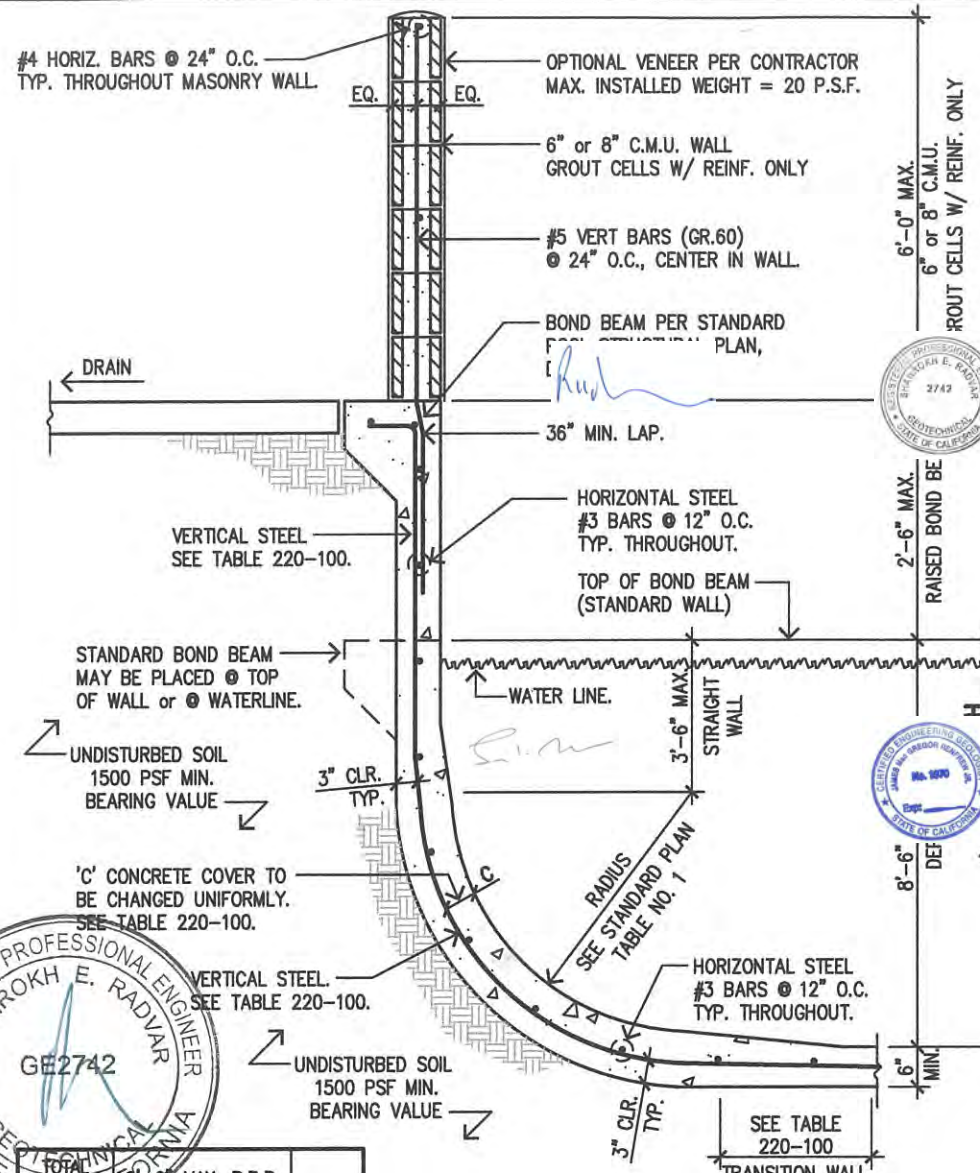 #4 HORIZ. BARS @ 24" O.C.
TYP. THROUGHOUT MASONRY WALL.
OPTIONAL VENEER PER CONTRACTOR
MAX. INSTALLED WEIGHT = 20 P.S.F.
EQ.
EQ.
6" or 8" C.M.U. WALL
GROUT CELLS W/ REINF. ONLY
#5 VERT BARS (GR.60)
@ 24" O.C., CENTER IN WALL.
6'-0" MAX.
6" or 8" C.M.U.
GROUT CELLS W/ REINF. ONLY
BOND BEAM PER STANDARD
PLAN,
DRAIN
REGISTERED PROFESSIONAL
SHAHROKH E. RADVAR
2742
GEOTECHNICAL
STATE OF CALIFORNIA
36" MIN. LAP.
HORIZONTAL STEEL
#3 BARS @ 12" O.C.
TYP. THROUGHOUT.
VERTICAL STEEL
SEE TABLE 220-100.
2'-6" MAX.
RAISED BOND BE
TOP OF BOND BEAM
(STANDARD WALL)
STANDARD BOND BEAM
MAY BE PLACED @ TOP
OF WALL or @ WATERLINE.
WATER LINE.
3'-6" MAX.
STRAIGHT
WALL
H
UNDISTURBED SOIL
1500 PSF MIN.
BEARING VALUE
3" CLR.
TYP.
CERTIFIED ENGINEERING GEOLOGIST
No. 1070
STATE OF CALIFORNIA
8'-6"
'C' CONCRETE COVER TO
BE CHANGED UNIFORMLY.
SEE TABLE 220-100.
C
RADIUS
SEE STANDARD PLAN
TABLE NO. 1
VERTICAL STEEL.
SEE TABLE 220-100.
HORIZONTAL STEEL
#3 BARS @ 12" O.C.
TYP. THROUGHOUT.
PROFESSIONAL ENGINEER
ROKH E. RADVAR
GE2742
GEOTECHNICAL
UNDISTURBED SOIL
1500 PSF MIN.
BEARING VALUE
6"
MIN.
3" CLR.
TYP.
SEE TABLE
220-100
TRANSITION WALL
TOTAL